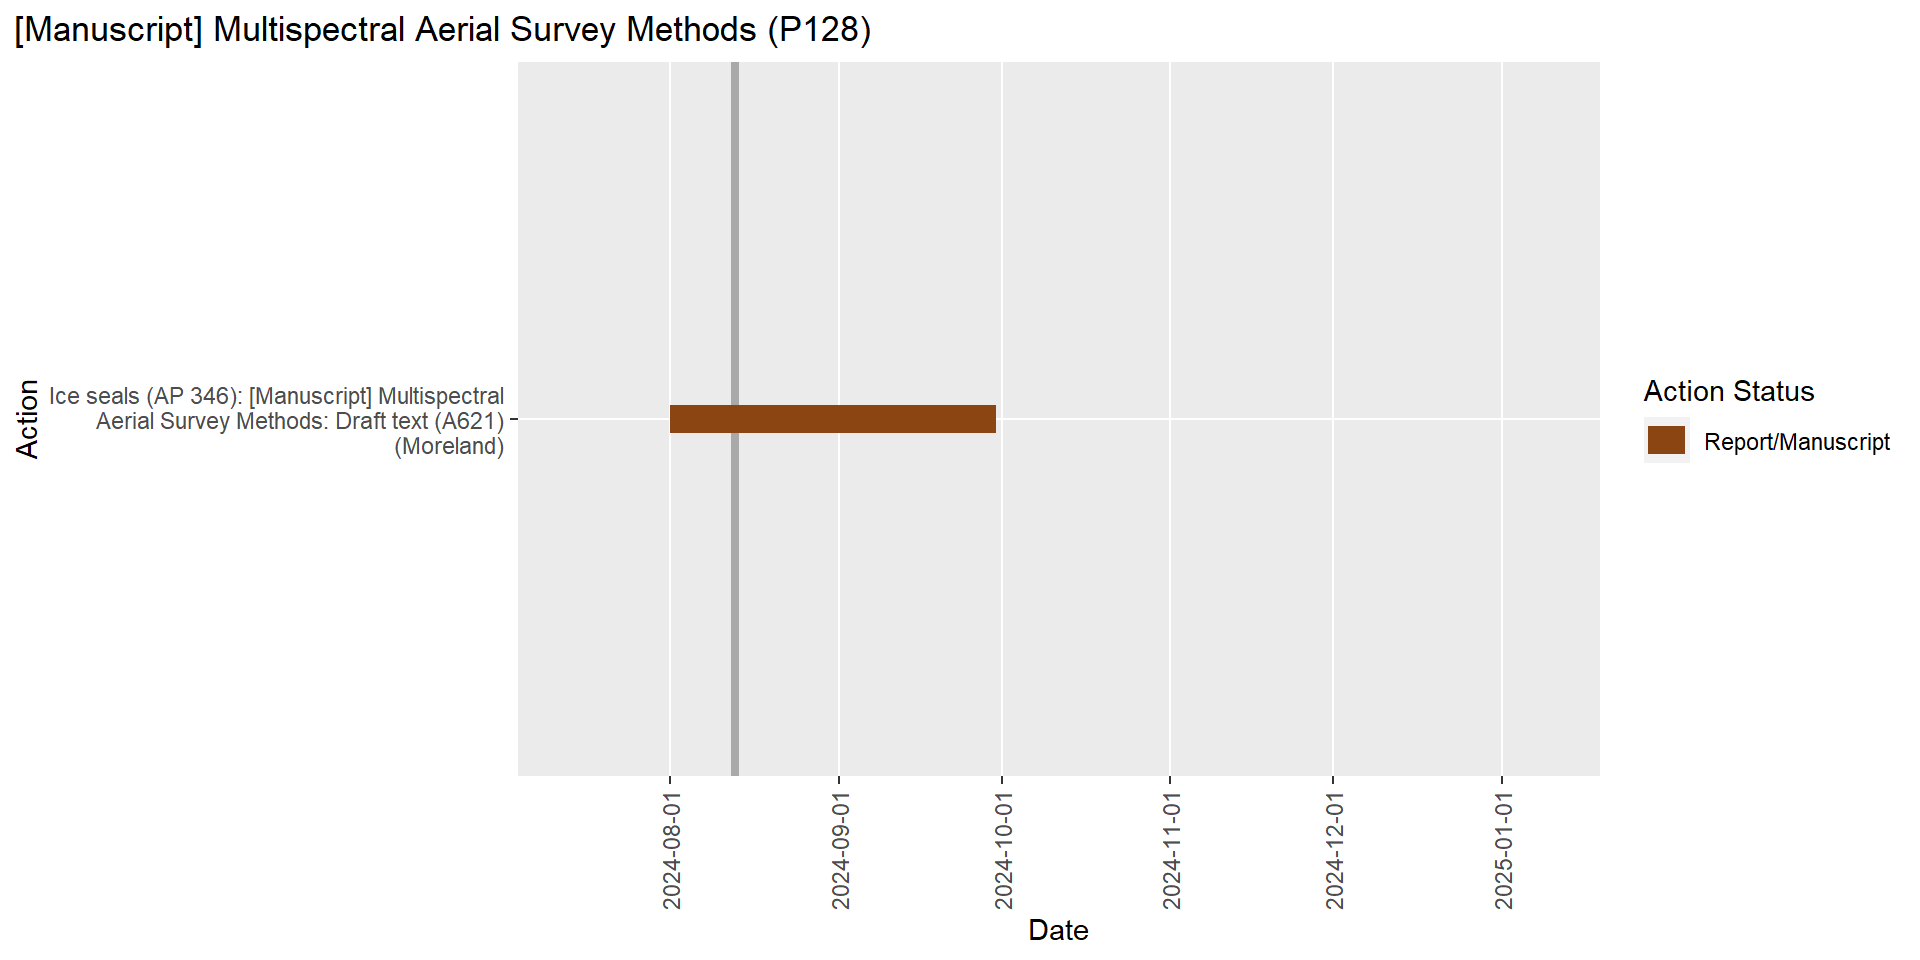 [Manuscript] Multispectral Aerial Survey Methods (P128)
Action
Ice seals (AP 346): [Manuscript] Multispectral
Aerial Survey Methods: Draft text (A621)
(Moreland)
Action Status
Report/Manuscript
2024-08-01
2024-09-01
2024-10-01
2024-11-01
2024-12-01
2025-01-01
Date